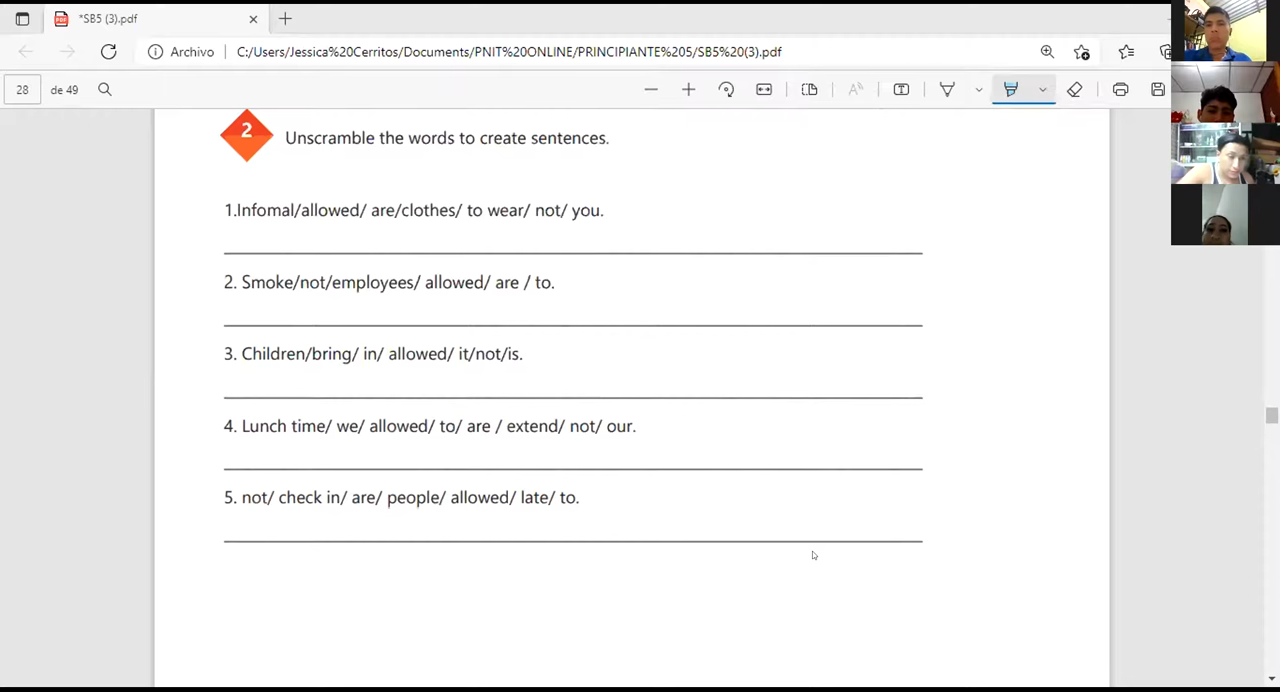 *SB5 (3).pdf
Archivo
C:/Users/Jessica%20Cerritos/Documents/PNIT%20ONLINE/PRINCIPIANTE%205/SB5%20(3).pdf
28 de 49
2 Unscramble the words to create sentences.
1.Infomal/allowed/ are/clothes/ to wear/ not/ you.
2. Smoke/not/employees/ allowed/ are / to.
3. Children/bring/ in/ allowed/ it/not/is.
4. Lunch time/ we/ allowed/ to/ are / extend/ not/ our.
5. not/ check in/ are/ people/ allowed/ late/ to.